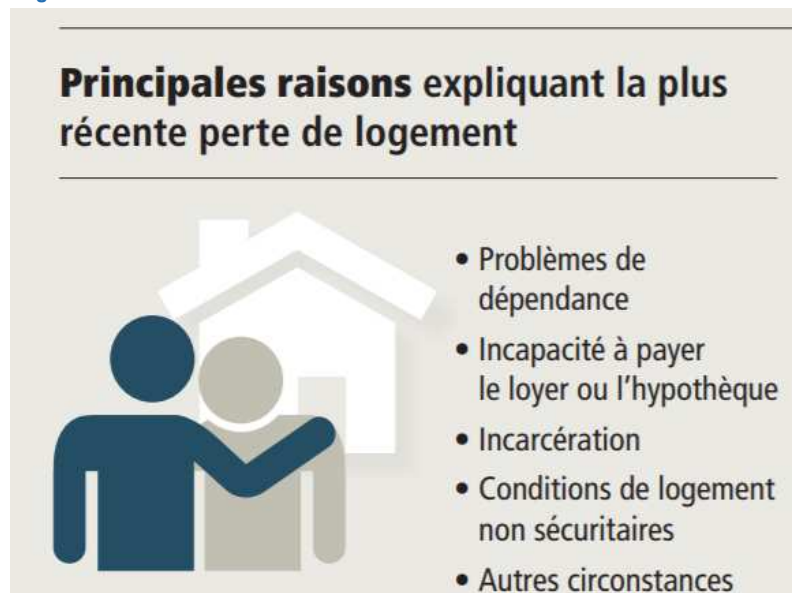 Principales raisons expliquant la plus
récente perte de logement
• Problèmes de
dépendance
• Incapacité à payer
le loyer ou l’hypothèque
• Incarcération
• Conditions de logement
non sécuritaires
• Autres circonstances